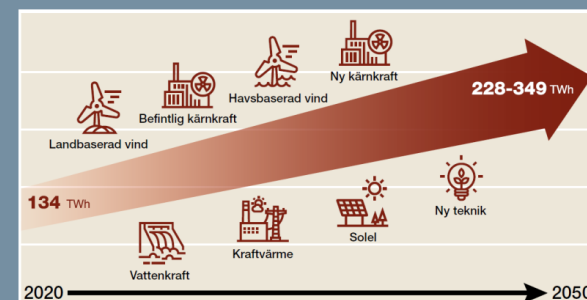 Ny kärnkraft
Havsbaserad vind
228-349 TWh
Befintlig kärnkraft
Landbaserad vind
134 TWh
Ny teknik
Solel
Kraftvärme
Vattenkraft
2020
2050